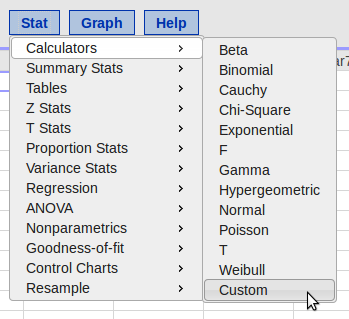 Stat Graph Help
Calculators
Summary Stats
Tables
Z Stats
T Stats
Proportion Stats
Variance Stats
Regression
ANOVA
Nonparametrics
Goodness-of-fit
Control Charts
Resample
Beta
Binomial
Cauchy
Chi-Square
Exponential
F
Gamma
Hypergeometric
Normal
Poisson
T
Weibull
Custom